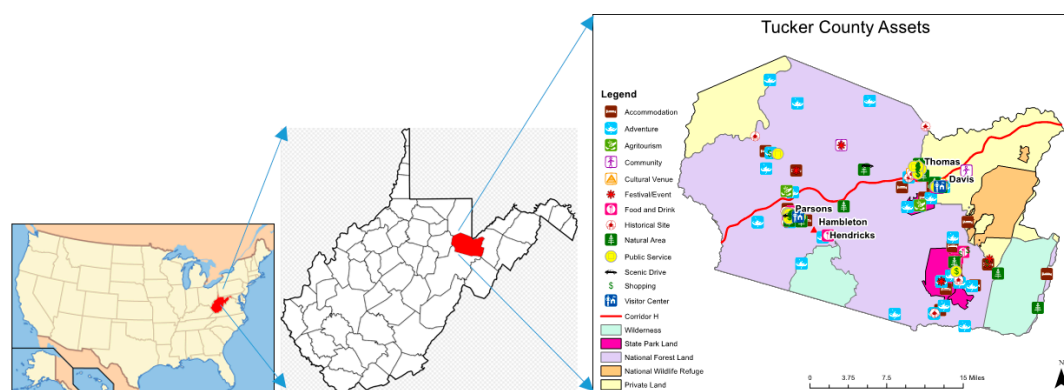 Tucker County Assets
Legend
Accommodation
Adventure
Agritourism
Community
Cultural Venue
Festival/Event
Food and Drink
Historical Site
Natural Area
Public Service
Scenic Drive
Shopping
Visitor Center
Corridor H
Wilderness
State Park Land
National Forest Land
National Wildlife Refuge
Private Land
Thomas
Davis
Parsons
Hambleton
Hendricks
0 3.75 7.5 15 Miles